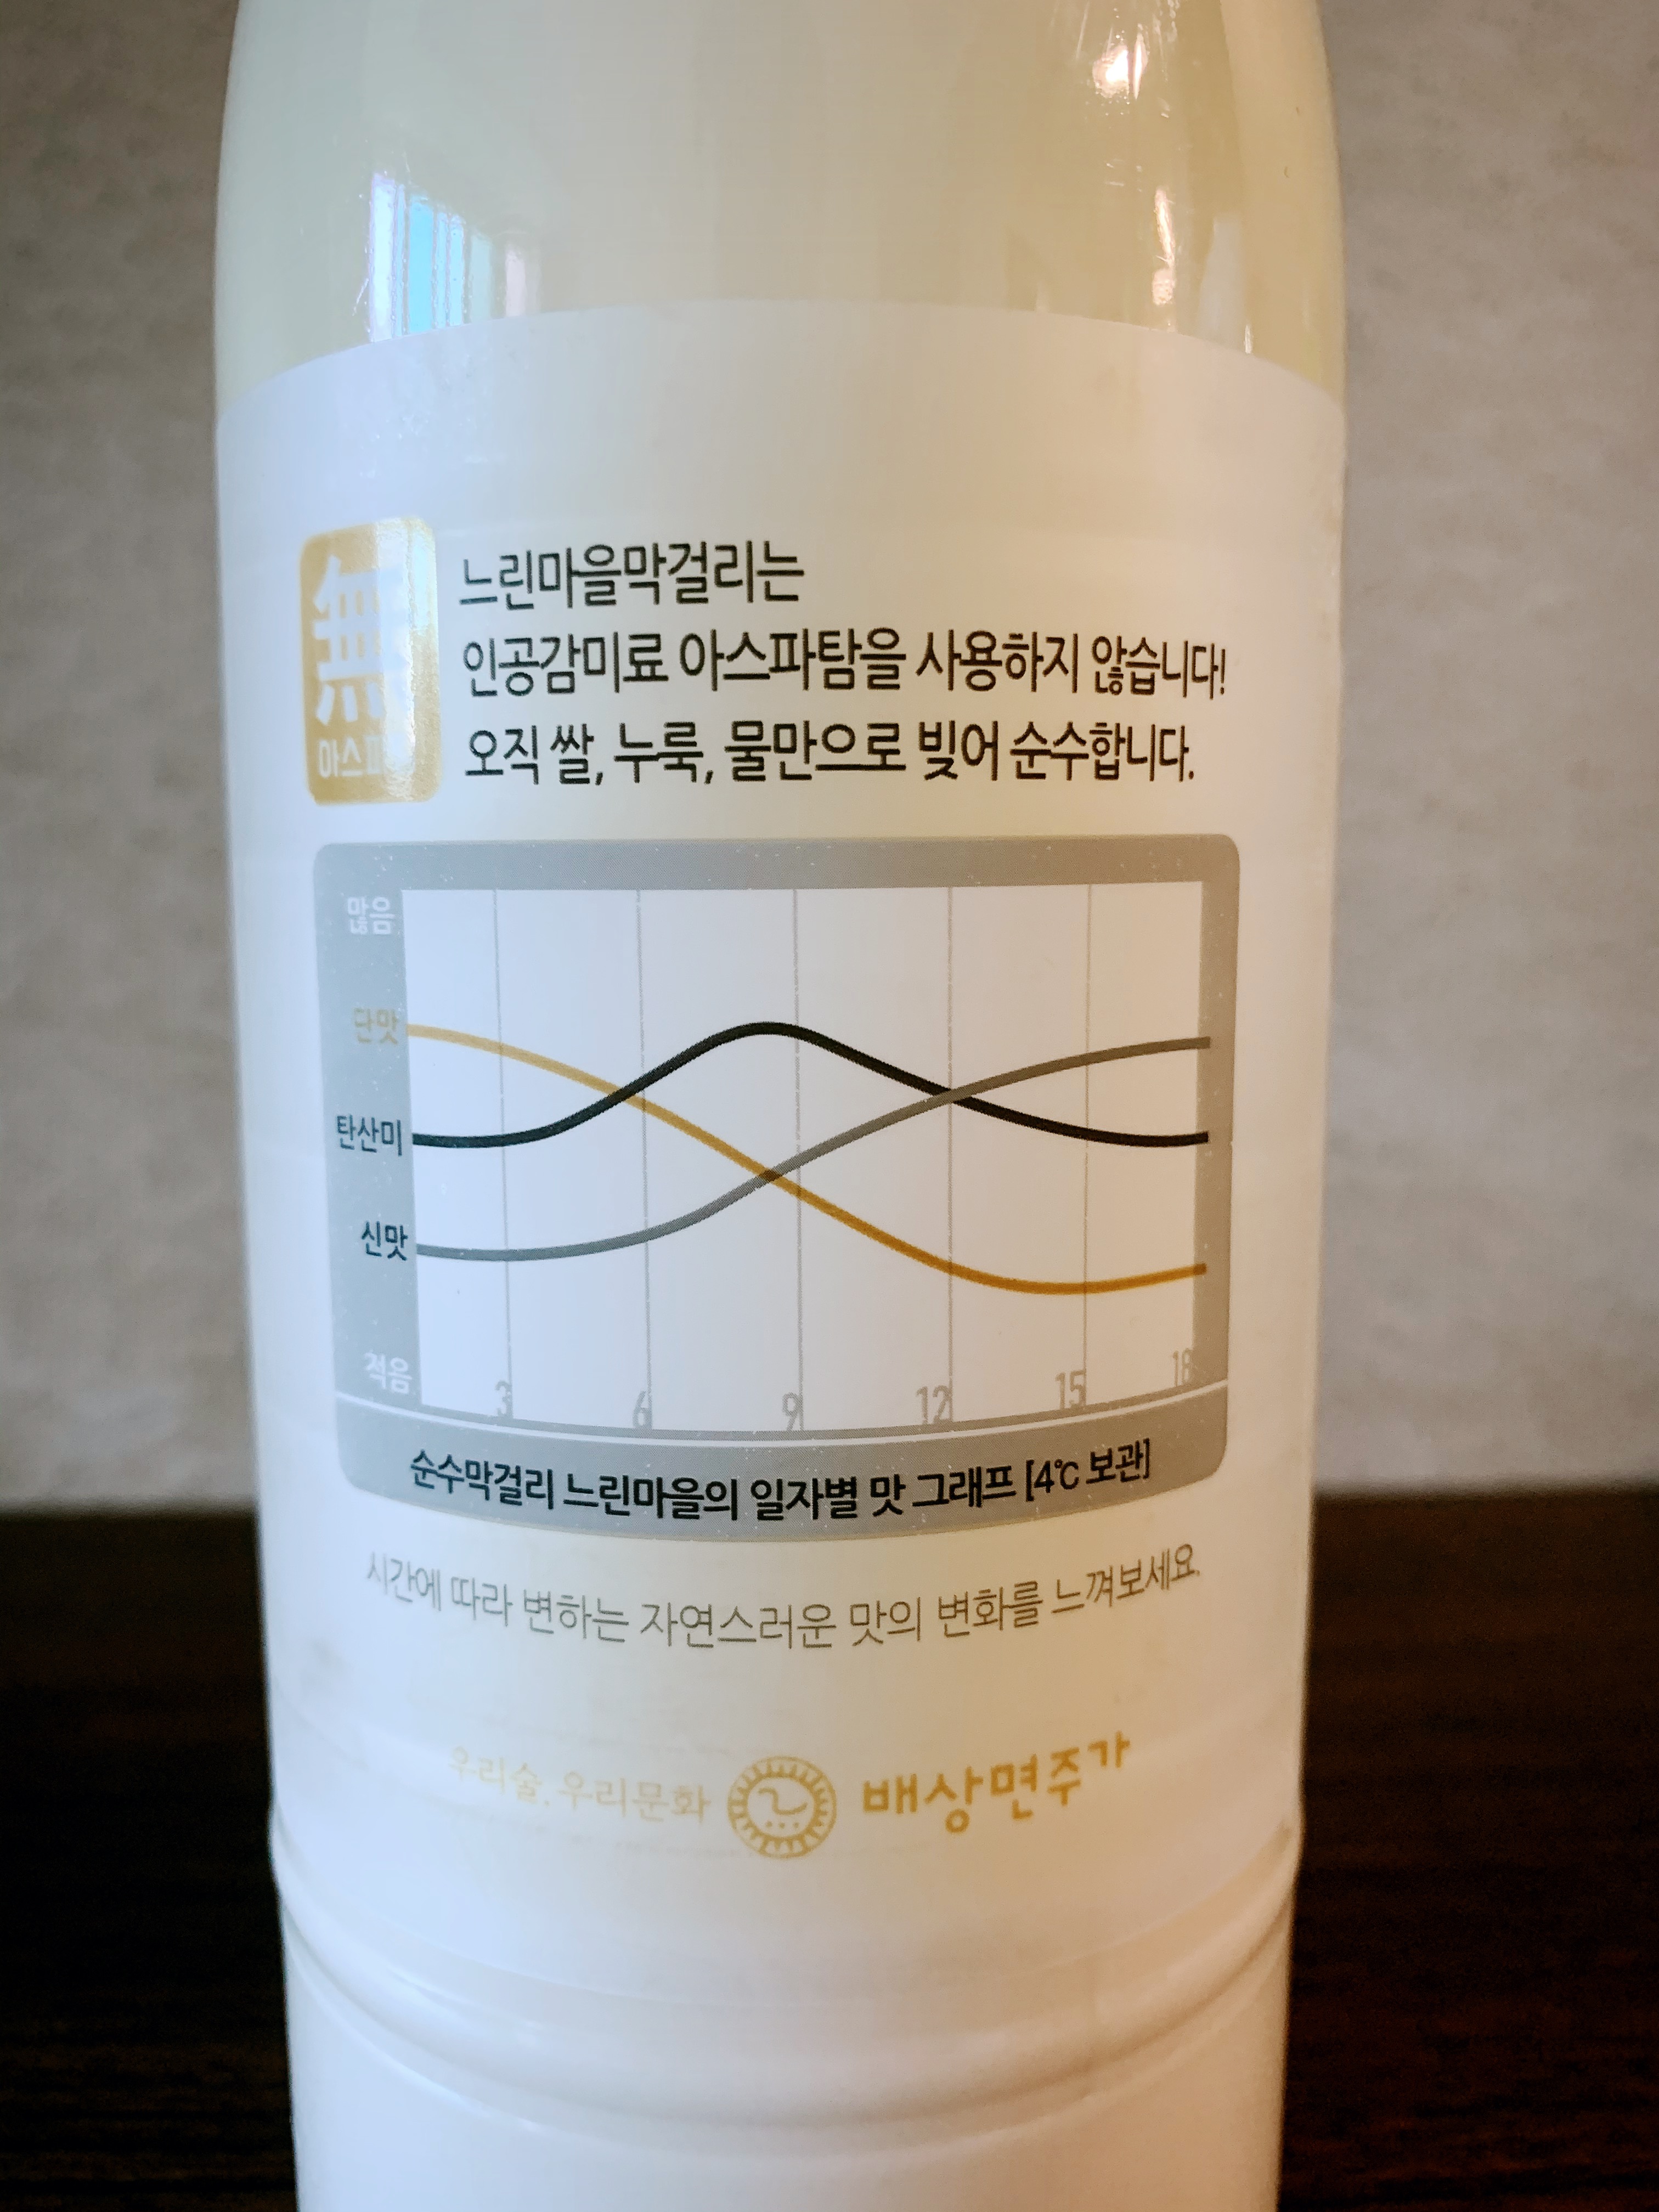 無
느린마을막걸리는
인공감미료 아스파탐을 사용하지 않습니다!
오직 쌀, 누룩, 물만으로 빚어 순수합니다.
많음
단맛
탄산미
신맛
적음
3 6 9 12 15 18
순수막걸리 느린마을의 일자별 맛 그래프 [4℃ 보관]
시간에 따라 변하는 자연스러운 맛의 변화를 느껴보세요.
우리술. 우리문화 배상면주가